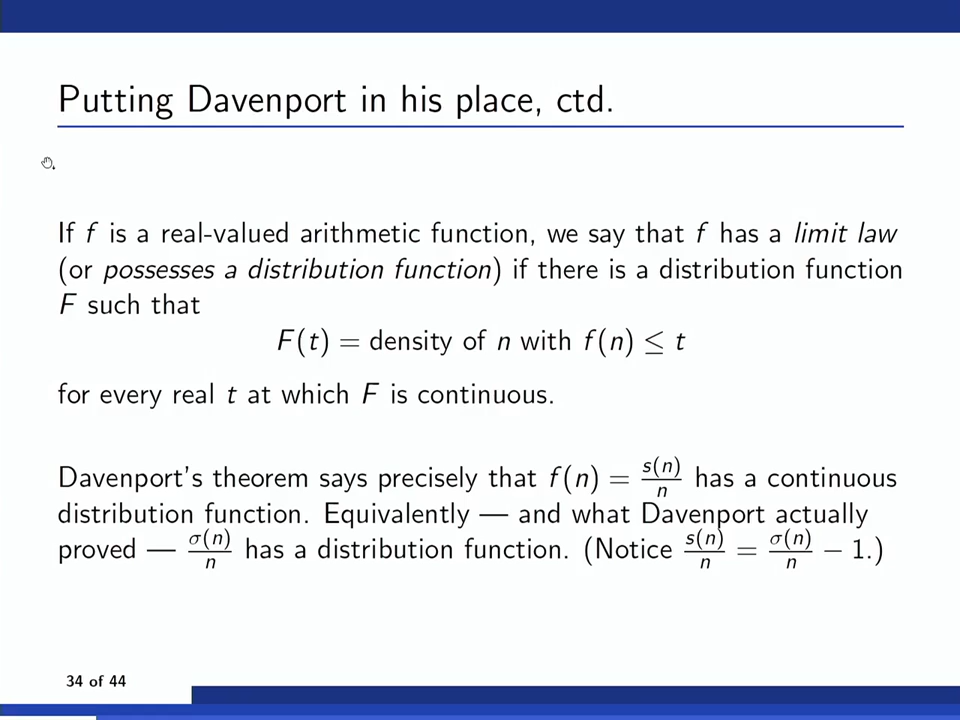 Putting Davenport in his place, ctd.
If f is a real-valued arithmetic function, we say that f has a limit law
(or possesses a distribution function) if there is a distribution function
F such that
F(t) = density of n with f(n) ≤ t
for every real t at which F is continuous.
Davenport's theorem says precisely that f(n) = s(n)/n has a continuous
distribution function. Equivalently — and what Davenport actually
proved — σ(n)/n has a distribution function. (Notice s(n)/n = σ(n)/n − 1.)
34 of 44